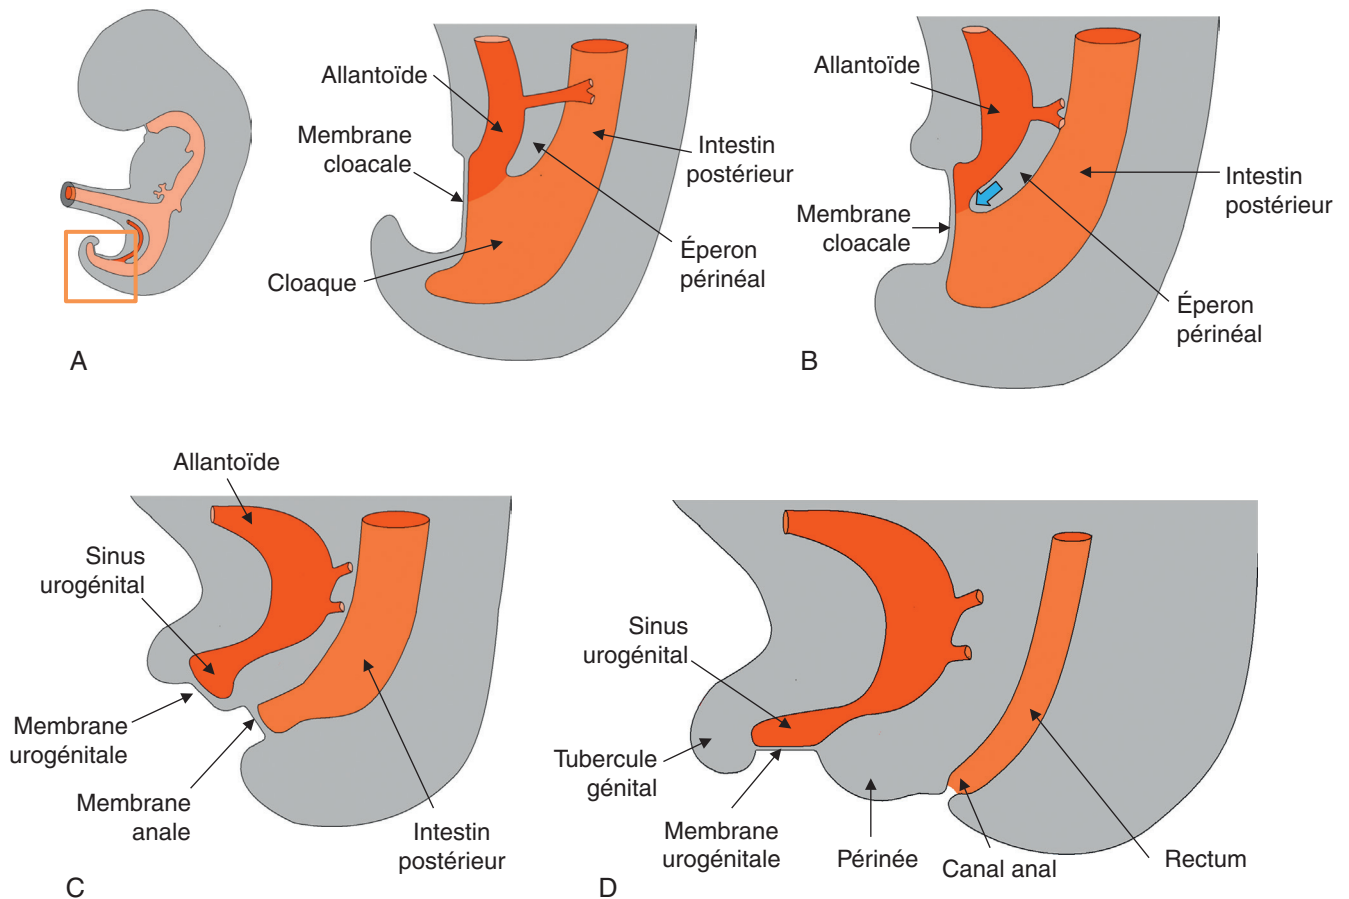 Allantoïde
Membrane
cloacale
Cloaque
Intestin
postérieur
Éperon
périnéal
A
Allantoïde
Membrane
cloacale
Intestin
postérieur
Éperon
périnéal
B
Allantoïde
Sinus
urogénital
Membrane
urogénitale
Membrane
anale
Intestin
postérieur
C
Sinus
urogénital
Tubercule
génital
Membrane
urogénitale
Périnée
Canal anal
Rectum
D